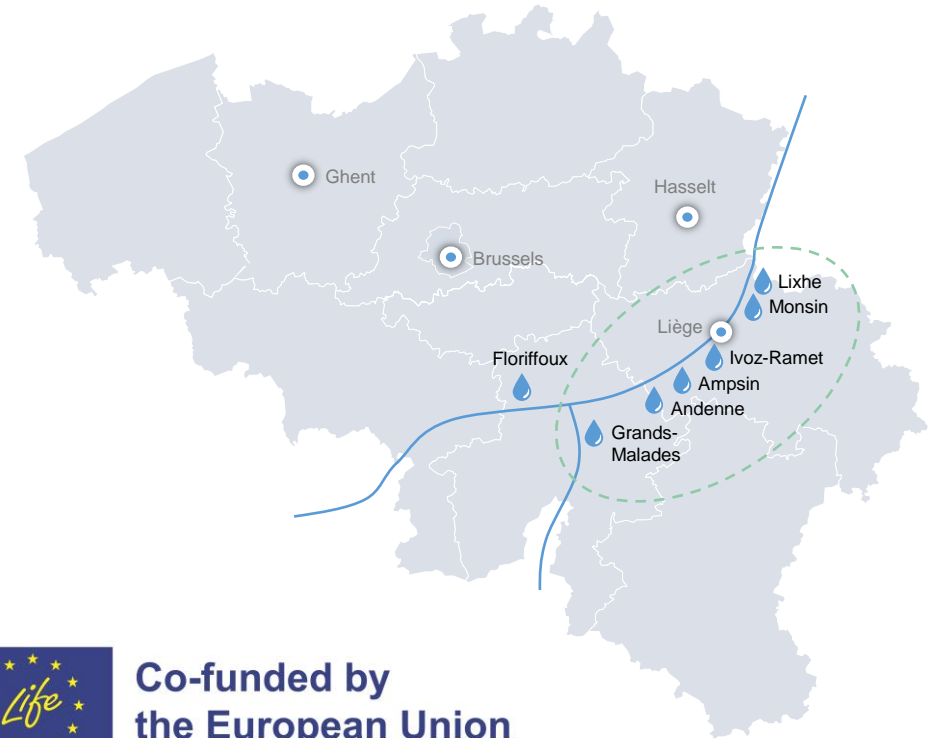 Ghent
Hasselt
Brussels
Lixhe
Monsin
Liège
Ivoz-Ramet
Floriffoux
Ampsin
Andenne
Grands-
Malades
Life
Co-funded by
the European Union